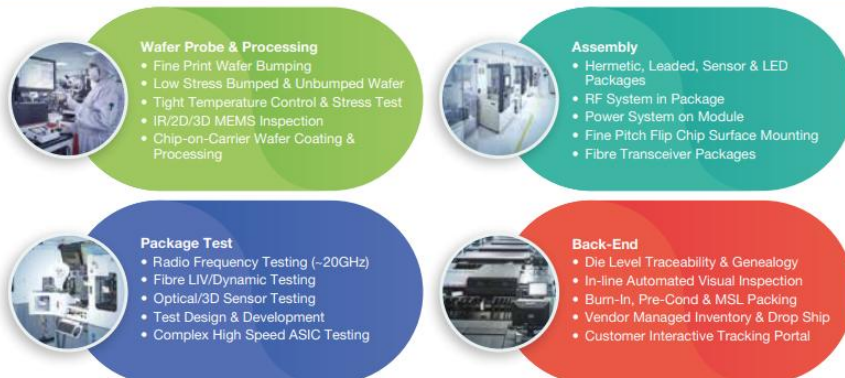 Wafer Probe & Processing
• Fine Print Wafer Bumping
• Low Stress Bumped & Unbumped Wafer
• Tight Temperature Control & Stress Test
• IR/2D/3D MEMS Inspection
• Chip-on-Carrier Wafer Coating &
Processing
Assembly
• Hermetic, Leaded, Sensor & LED
Packages
• RF System in Package
• Power System on Module
• Fine Pitch Flip Chip Surface Mounting
• Fibre Transceiver Packages
Package Test
• Radio Frequency Testing (~20GHz)
• Fibre LIV/Dynamic Testing
• Optical/3D Sensor Testing
• Test Design & Development
• Complex High Speed ASIC Testing
Back-End
• Die Level Traceability & Genealogy
• In-line Automated Visual Inspection
• Burn-In, Pre-Cond & MSL Packing
• Vendor Managed Inventory & Drop Ship
• Customer Interactive Tracking Portal